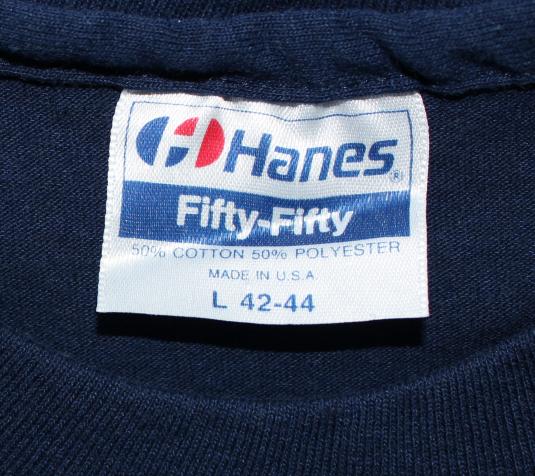 Hanes®
Fifty-Fifty
50% COTTON 50% POLYESTER
MADE IN U.S.A
L 42-44